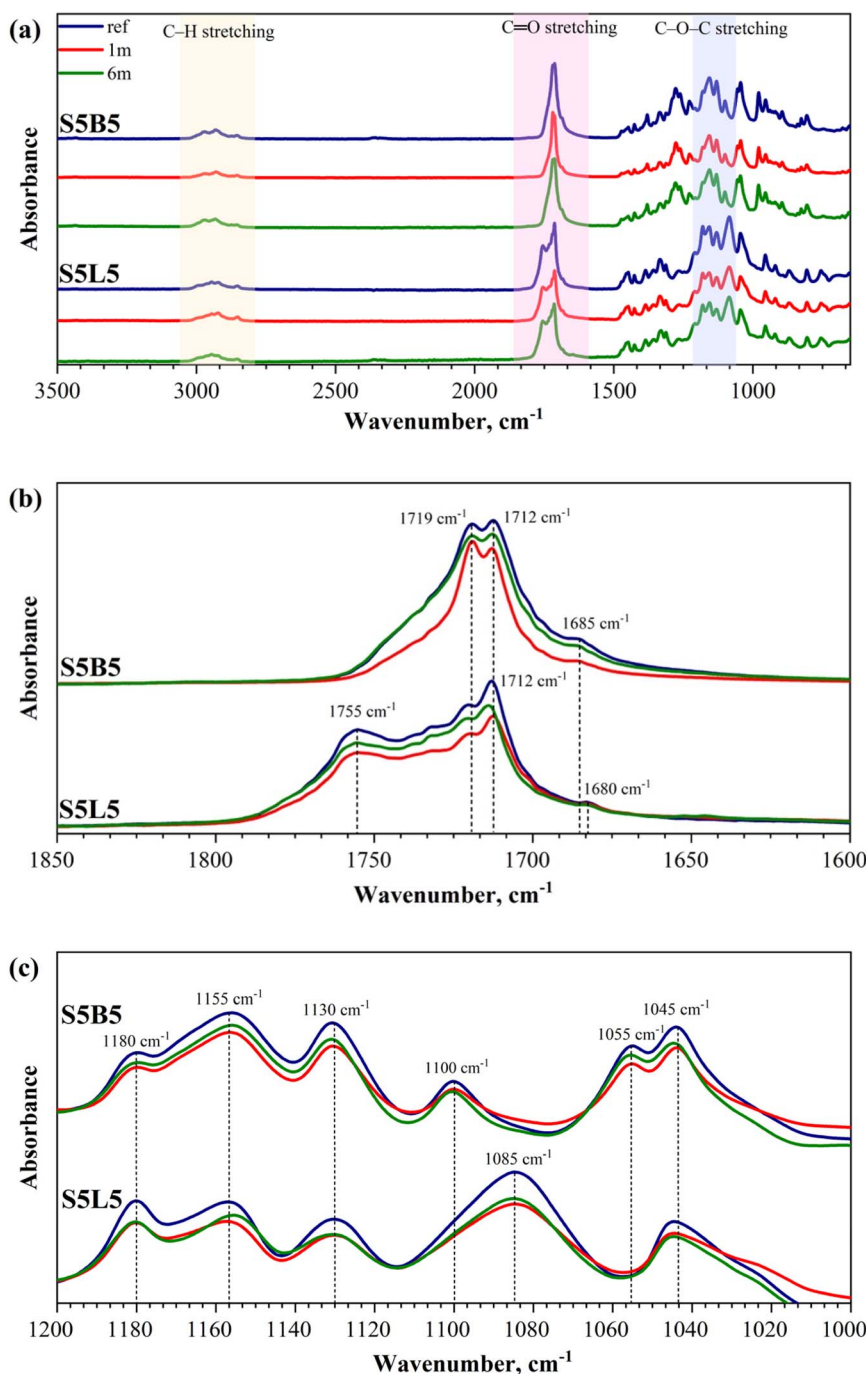 (a)
ref
1m
6m
C–H stretching
C=O stretching
C–O–C stretching
S5B5
S5L5
Absorbance
3500 3000 2500 2000 1500 1000
Wavenumber, cm⁻¹
(b)
1719 cm⁻¹
1712 cm⁻¹
1685 cm⁻¹
S5B5
1712 cm⁻¹
1755 cm⁻¹
1680 cm⁻¹
S5L5
Absorbance
1850 1800 1750 1700 1650 1600
Wavenumber, cm⁻¹
(c)
S5B5
1180 cm⁻¹
1155 cm⁻¹
1130 cm⁻¹
1100 cm⁻¹
1055 cm⁻¹
1045 cm⁻¹
1085 cm⁻¹
S5L5
Absorbance
1200 1180 1160 1140 1120 1100 1080 1060 1040 1020 1000
Wavenumber, cm⁻¹